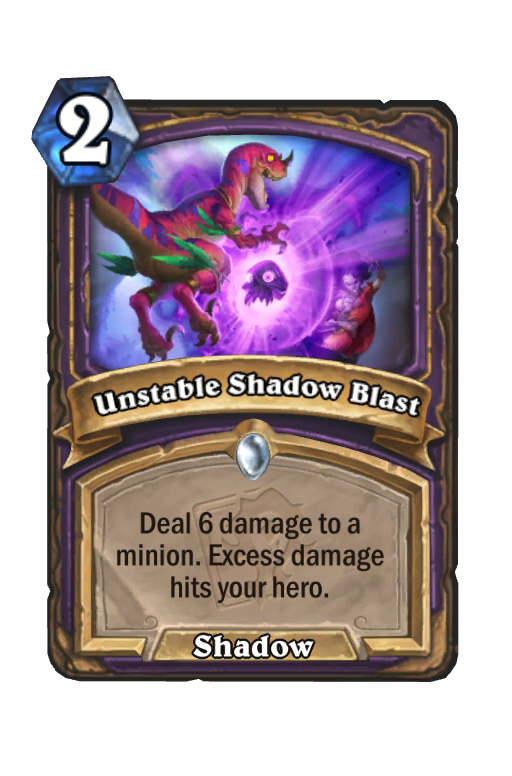 2
Unstable Shadow Blast
Deal 6 damage to a
minion. Excess damage
hits your hero.
Shadow